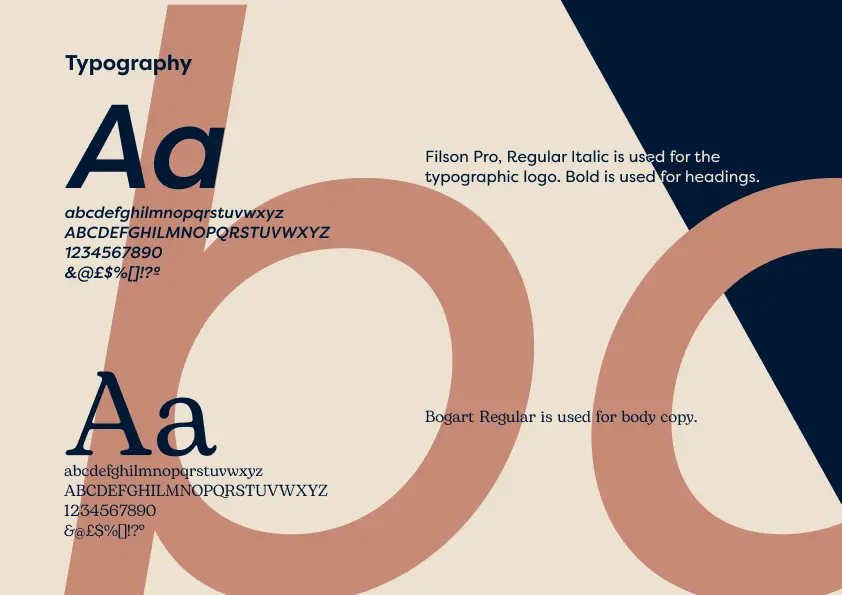 Typography
Aa
abcdefghilmnopqrstuvwxyz
ABCDEFGHILMNOPQRSTUVWXYZ
1234567890
&@£$%[]!?º
Filson Pro, Regular Italic is used for the
typographic logo. Bold is used for headings.
Aa
abcdefghilmnopqrstuvwxyz
ABCDEFGHILMNOPQRSTUVWXYZ
1234567890
&@£$%[]!?º
Bogart Regular is used for body copy.